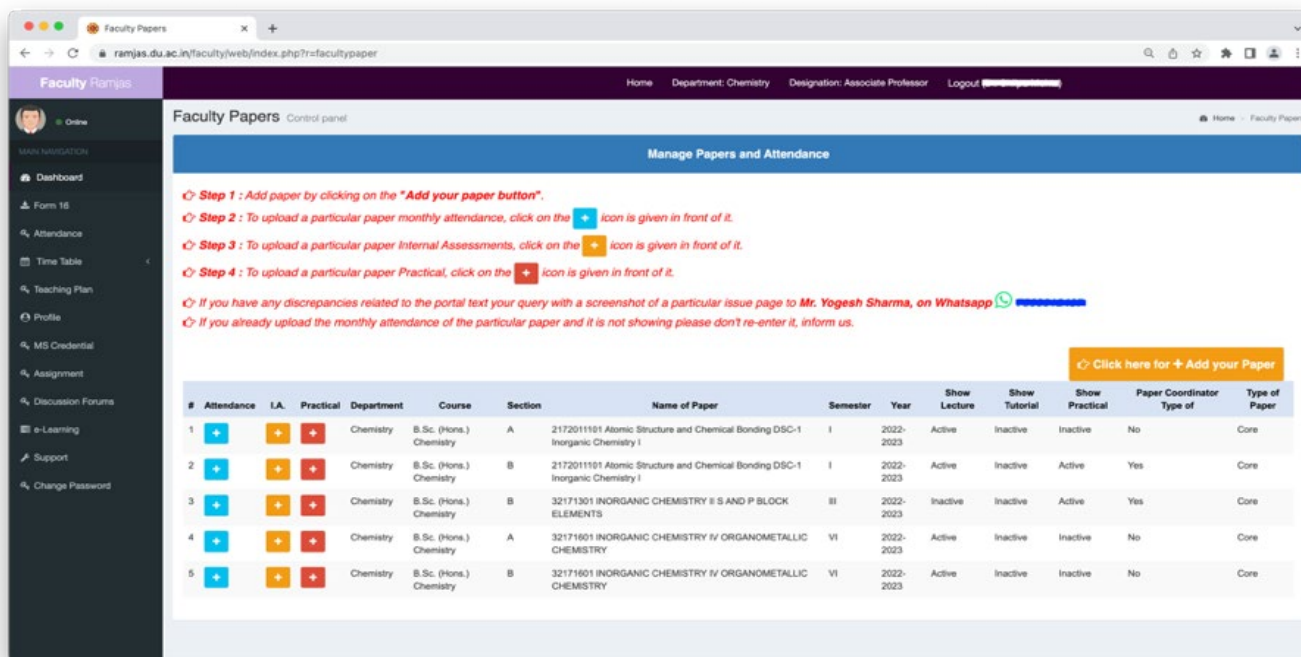 Faculty Papers
ramjas.du.ac.in/faculty/web/index.php?r=facultypaper
Faculty Ramjas
Home Department: Chemistry Designation: Associate Professor Logout (
Online
MAIN NAVIGATION
Dashboard
Form 16
Attendance
Time Table
Teaching Plan
Profile
MS Credential
Assignment
Discussion Forums
e-Learning
Support
Change Password
Faculty Papers Control panel
Home > Faculty Paper
Manage Papers and Attendance
Step 1 : Add paper by clicking on the "Add your paper button".
Step 2 : To upload a particular paper monthly attendance, click on the + icon is given in front of it.
Step 3 : To upload a particular paper Internal Assessments, click on the + icon is given in front of it.
Step 4 : To upload a particular paper Practical, click on the + icon is given in front of it.
If you have any discrepancies related to the portal text your query with a screenshot of a particular issue page to Mr. Yogesh Sharma, on Whatsapp
If you already upload the monthly attendance of the particular paper and it is not showing please don't re-enter it, inform us.
Click here for + Add your Paper
# Attendance I.A. Practical Department Course Section Name of Paper Semester Year Show Lecture Show Tutorial Show Practical Paper Coordinator Type of Type of Paper
1 + + + Chemistry B.Sc. (Hons.) Chemistry A 2172011101 Atomic Structure and Chemical Bonding DSC-1 Inorganic Chemistry I I 2022-2023 Active Inactive Inactive No Core
2 + + + Chemistry B.Sc. (Hons.) Chemistry B 2172011101 Atomic Structure and Chemical Bonding DSC-1 Inorganic Chemistry I I 2022-2023 Active Inactive Active Yes Core
3 + + + Chemistry B.Sc. (Hons.) Chemistry B 32171301 INORGANIC CHEMISTRY II S AND P BLOCK ELEMENTS III 2022-2023 Inactive Inactive Active Yes Core
4 + + + Chemistry B.Sc. (Hons.) Chemistry A 32171601 INORGANIC CHEMISTRY IV ORGANOMETALLIC CHEMISTRY VI 2022-2023 Active Inactive Inactive No Core
5 + + + Chemistry B.Sc. (Hons.) Chemistry B 32171601 INORGANIC CHEMISTRY IV ORGANOMETALLIC CHEMISTRY VI 2022-2023 Active Inactive Inactive No Core